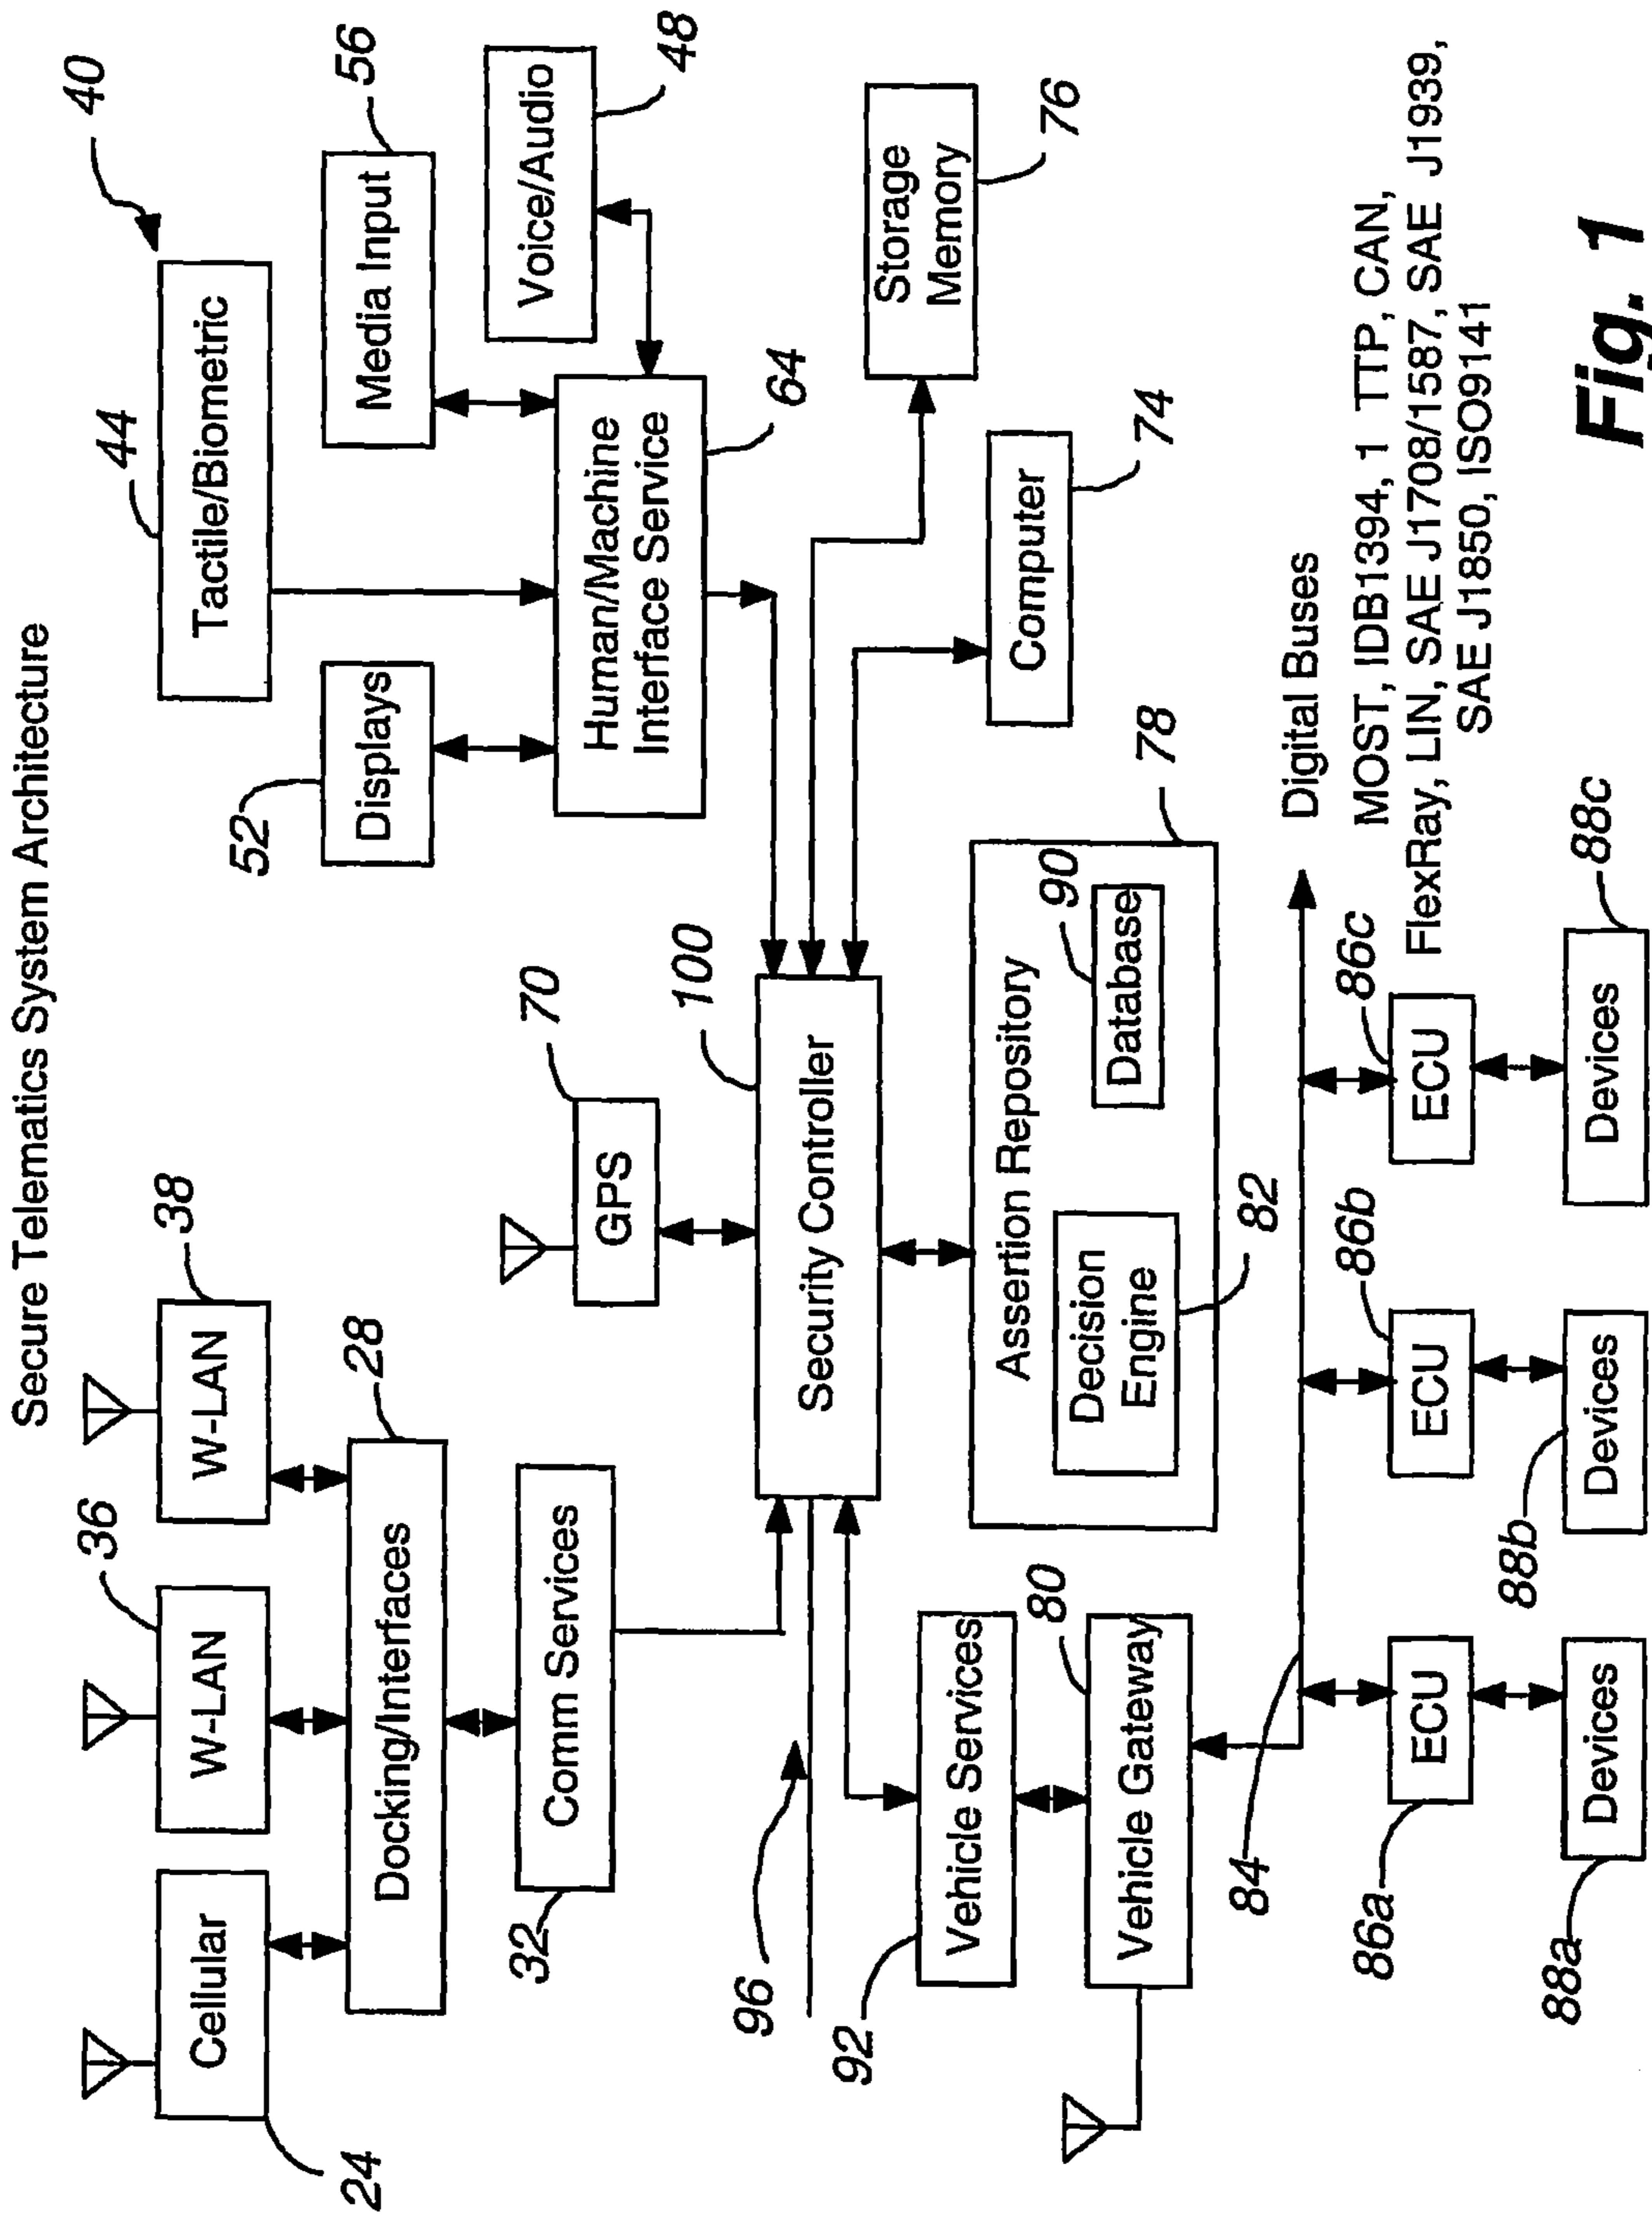 Secure Telematics System Architecture
40
24
Cellular
36
W-LAN
38
W-LAN
44
Tactile/Biometric
28
Docking/Interfaces
52
Displays
56
Media Input
32
Comm Services
70
GPS
Human/Machine
Interface Service
64
Voice/Audio
48
96
100
Security Controller
Storage
Memory
76
92
Vehicle Services
80
Vehicle Gateway
Assertion Repository
78
Decision
Engine
82
90
Database
Computer
74
84
Digital Buses
MOST, IDB1394, 1 TTP, CAN,
FlexRay, LIN, SAE J1708/1587, SAE J1939,
SAE J1850, ISO9141
86a
ECU
86b
ECU
86c
ECU
88a
Devices
88b
Devices
88c
Devices
Fig. 1